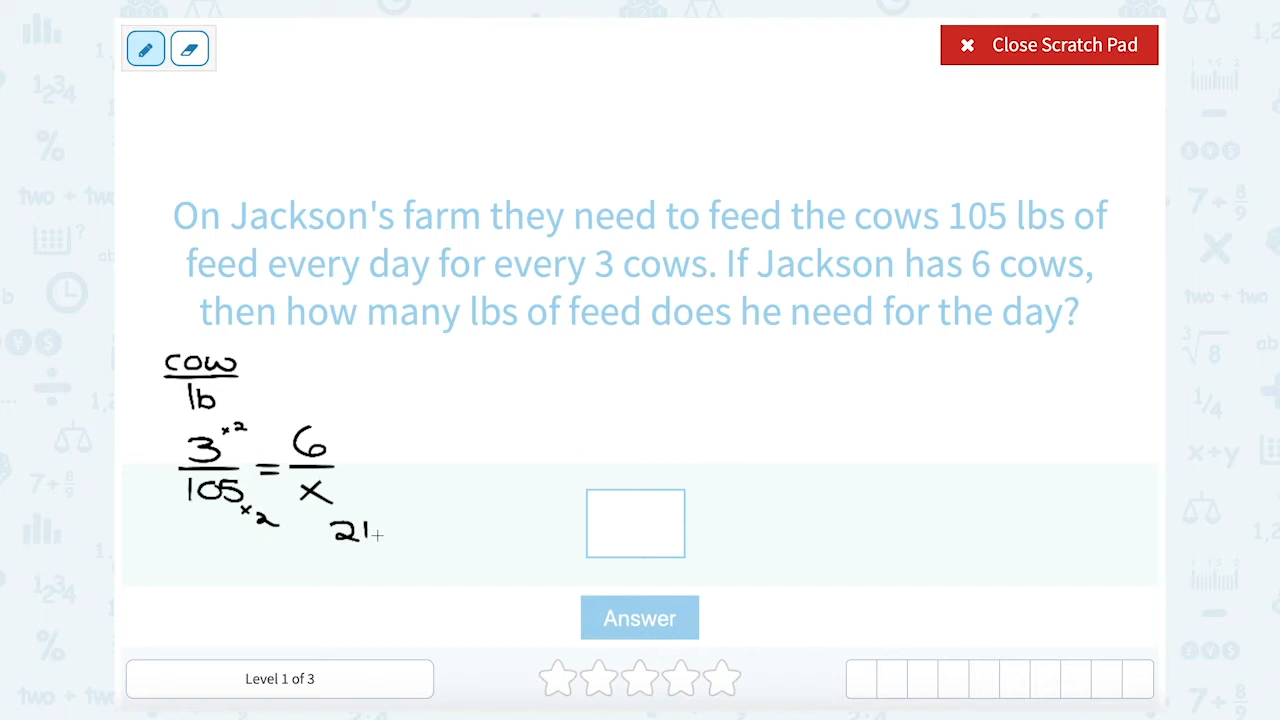 Close Scratch Pad
On Jackson's farm they need to feed the cows 105 lbs of
feed every day for every 3 cows. If Jackson has 6 cows,
then how many lbs of feed does he need for the day?
cow
lb
3 ×2 = 6
105 ×2 x
21
Answer
Level 1 of 3